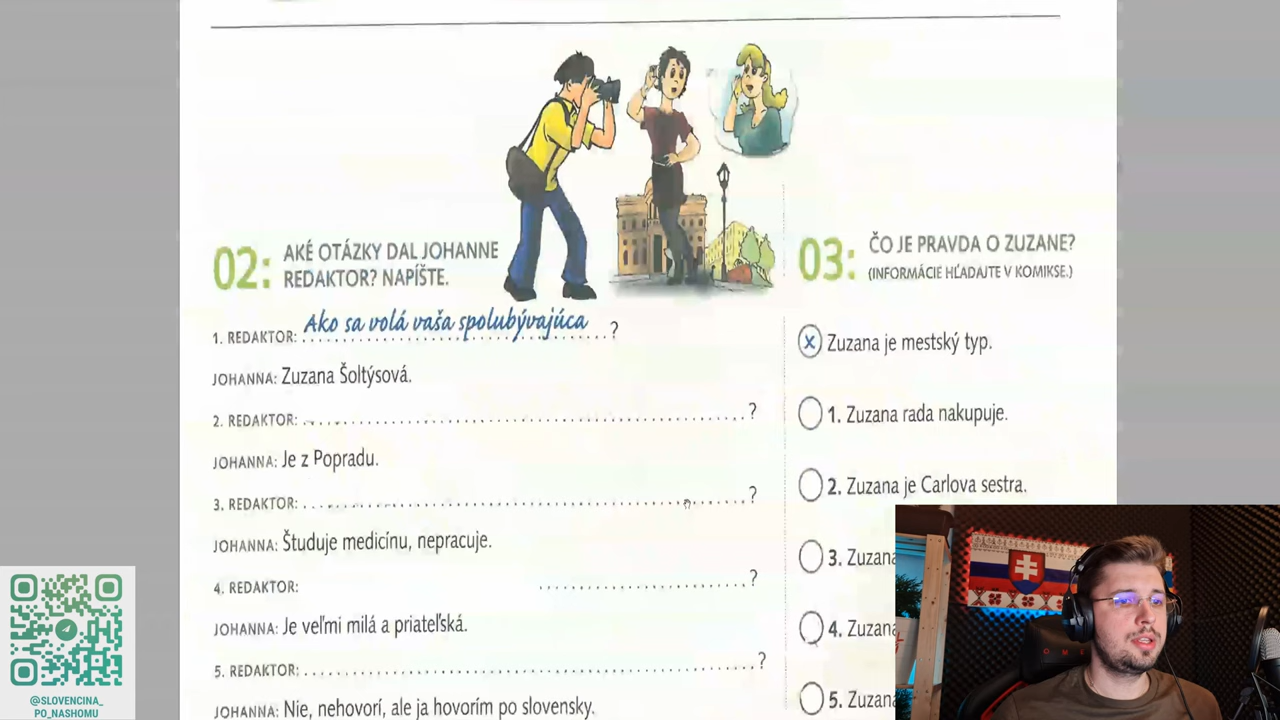 02: AKÉ OTÁZKY DAL JOHANNE
REDAKTOR? NAPÍŠTE.
1. REDAKTOR: Ako sa volá vaša spolubývajúca ?
JOHANNA: Zuzana Šoltýsová.
2. REDAKTOR: ?
JOHANNA: Je z Popradu.
3. REDAKTOR: ?
JOHANNA: Študuje medicínu, nepracuje.
4. REDAKTOR: ?
JOHANNA: Je veľmi milá a priateľská.
5. REDAKTOR: ?
JOHANNA: Nie, nehovorí, ale ja hovorím po slovensky.
03: ČO JE PRAVDA O ZUZANE?
(INFORMÁCIE HĽADAJTE V KOMIKSE.)
x Zuzana je mestský typ.
1. Zuzana rada nakupuje.
2. Zuzana je Carlova sestra.
3. Zuzana
4. Zuzana
5. Zuzana
@SLOVENCINA_
PO_NASHOMU